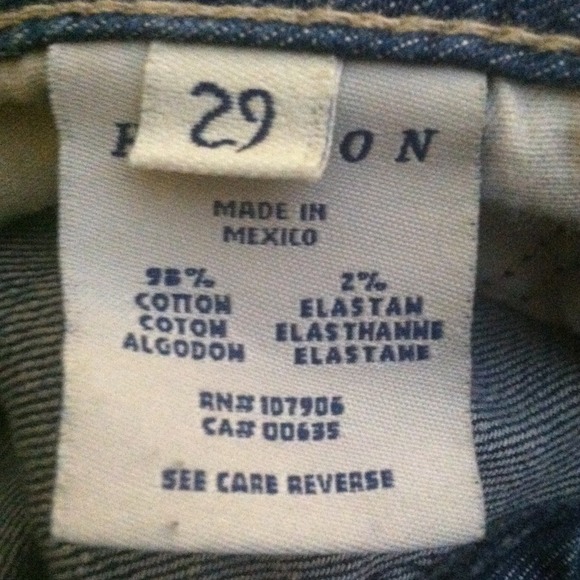 29
ON
MADE IN
MEXICO
98% 2%
COTTON ELASTAN
COTON ELASTHANNE
ALGODON ELASTANE
RN# 107906
CA# 00635
SEE CARE REVERSE